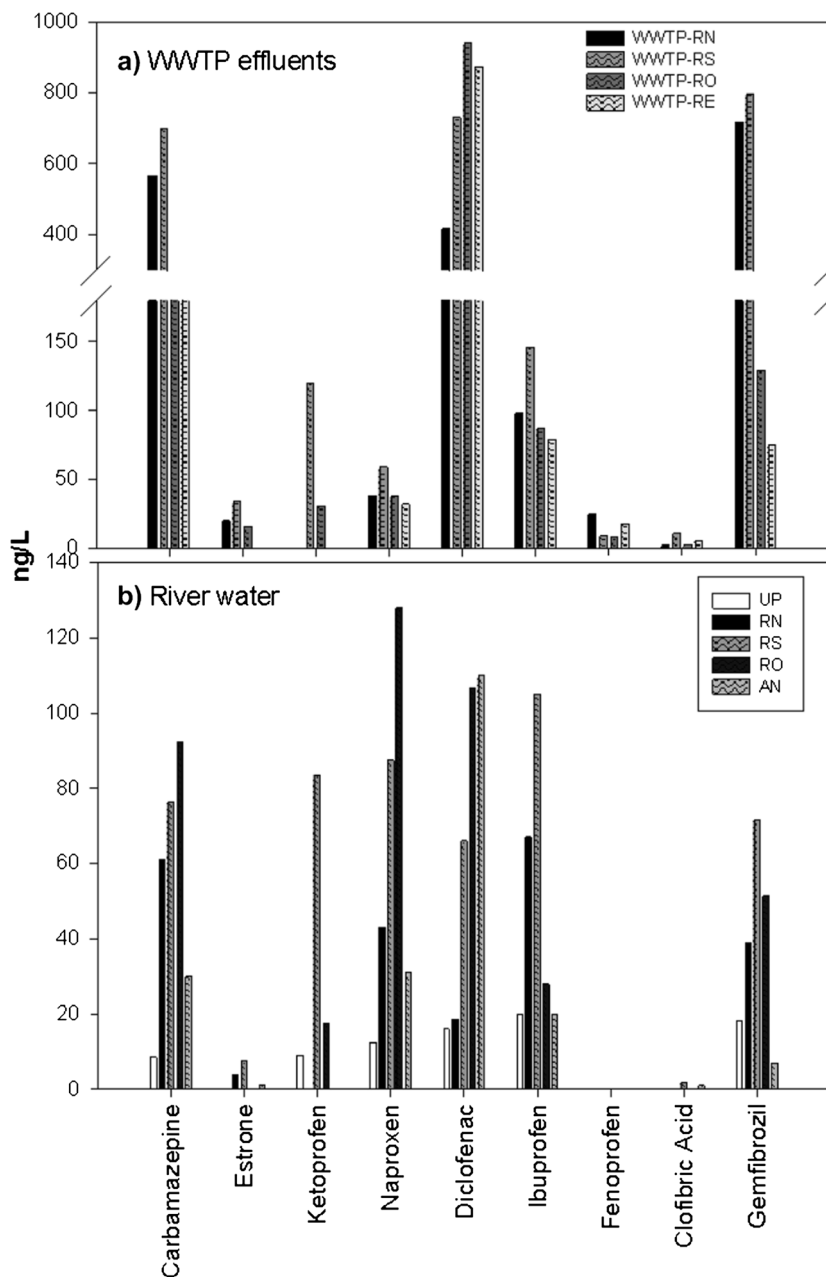 a) WWTP effluents
WWTP-RN
WWTP-RS
WWTP-RO
WWTP-RE
1000
800
600
400
150
100
50
0
ng/L
b) River water
UP
RN
RS
RO
AN
140
120
100
80
60
40
20
0
Carbamazepine
Estrone
Ketoprofen
Naproxen
Diclofenac
Ibuprofen
Fenoprofen
Clofibric Acid
Gemfibrozil